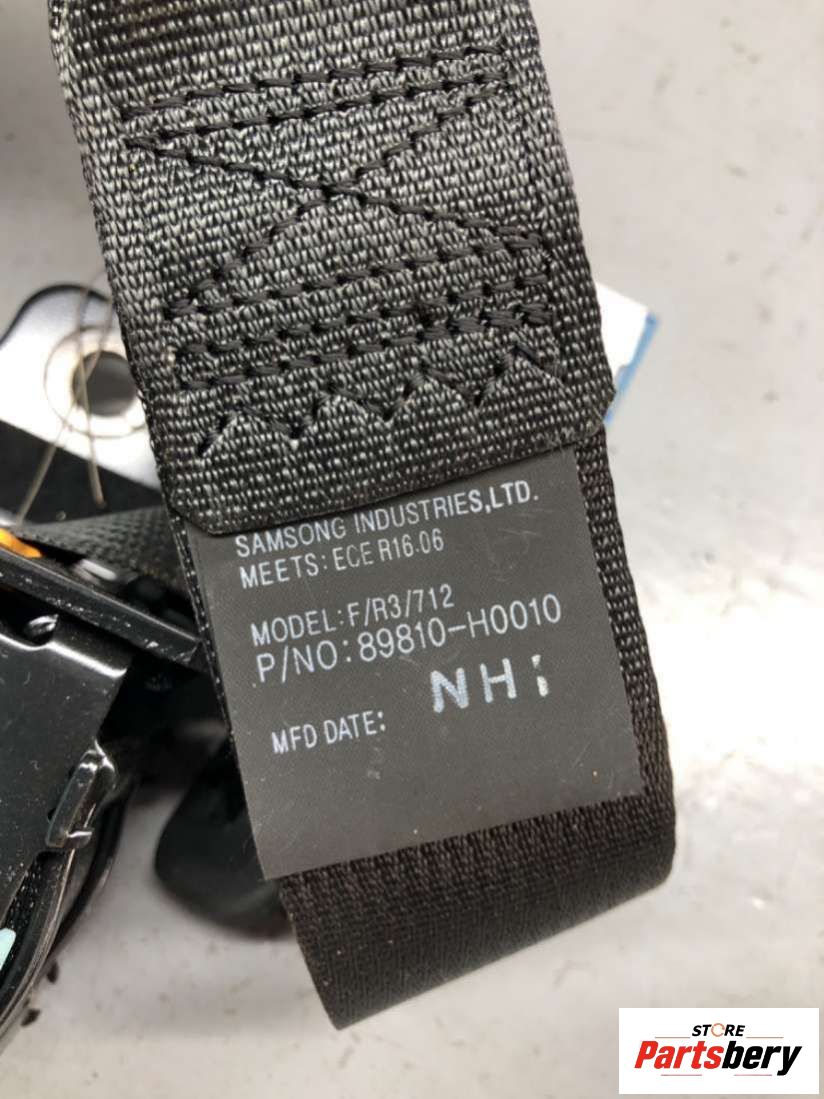 SAMSONG INDUSTRIES,LTD.
MEETS: ECE R16.06
MODEL: F/R3/712
P/NO: 89810-H0010
NH
MFD DATE:
STORE
Partsbery